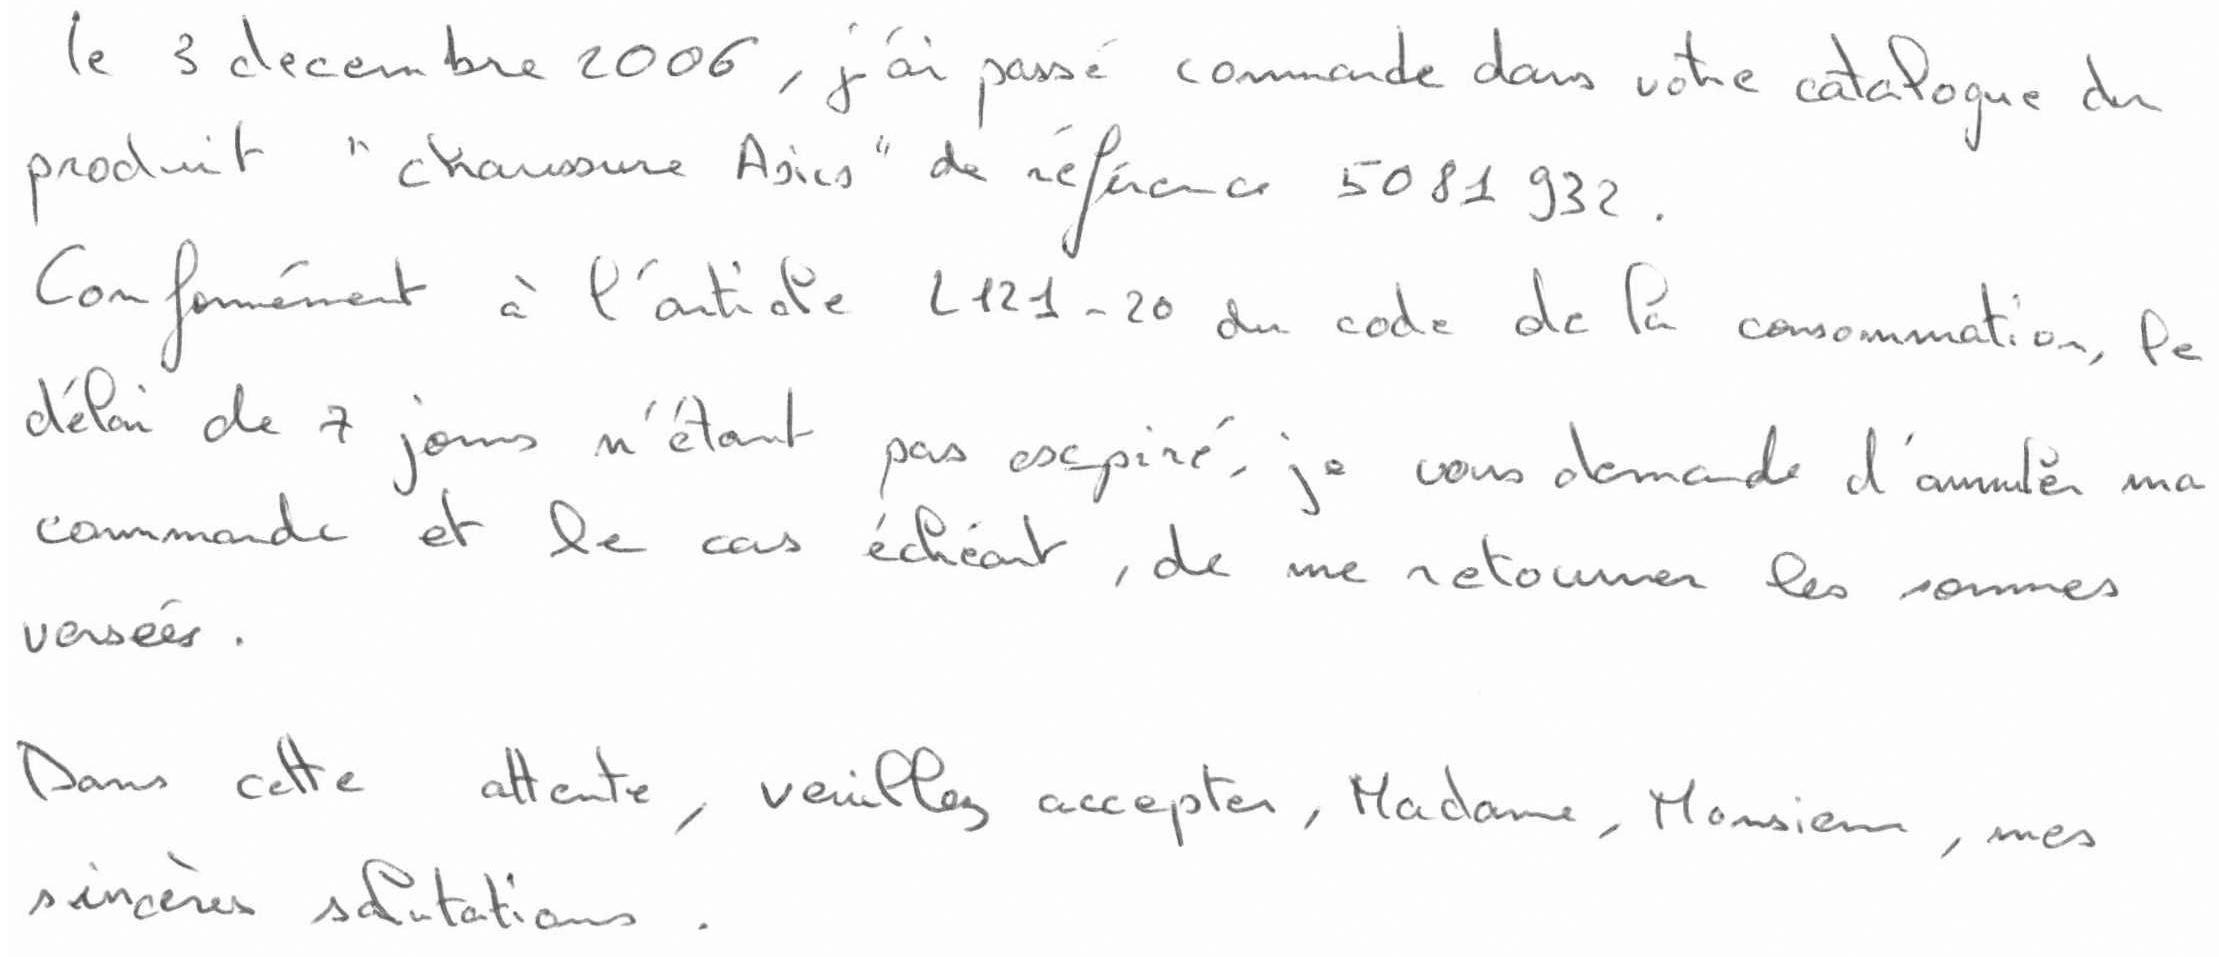 le 3 decembre 2006, j'ai passé commande dans votre catalogue du
produit "chaussure Asics" de référence 5081932.
Conformément à l'article L121-20 du code de la consommation, le
délai de 7 jours n'étant pas expiré, je vous demande d'annuler ma
commande et le cas échéant, de me retourner les sommes
versées.
Dans cette attente, veuillez accepter, Madame, Monsieur, mes
sincères salutations.